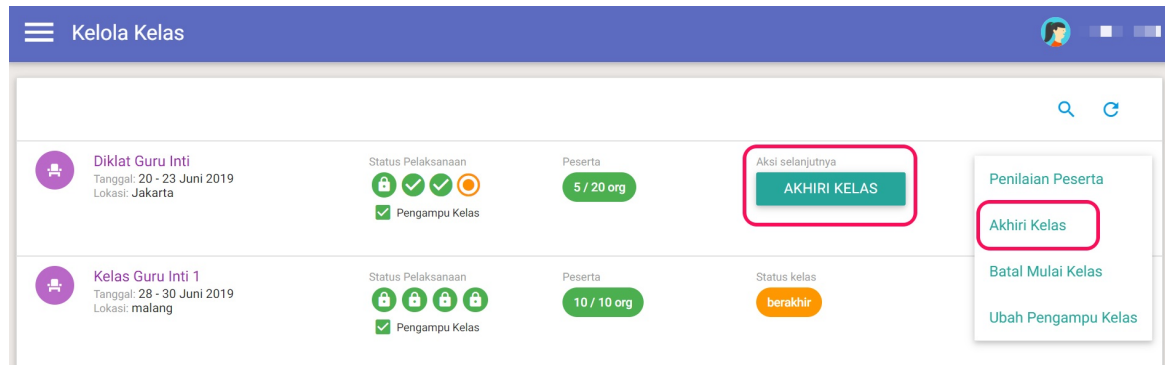 Kelola Kelas
Diklat Guru Inti
Tanggal: 20 - 23 Juni 2019
Lokasi: Jakarta
Status Pelaksanaan
Pengampu Kelas
Peserta
5 / 20 org
Aksi selanjutnya
AKHIRI KELAS
Penilaian Peserta
Akhiri Kelas
Batal Mulai Kelas
Ubah Pengampu Kelas
Kelas Guru Inti 1
Tanggal: 28 - 30 Juni 2019
Lokasi: malang
Status Pelaksanaan
Pengampu Kelas
Peserta
10 / 10 org
Status kelas
berakhir